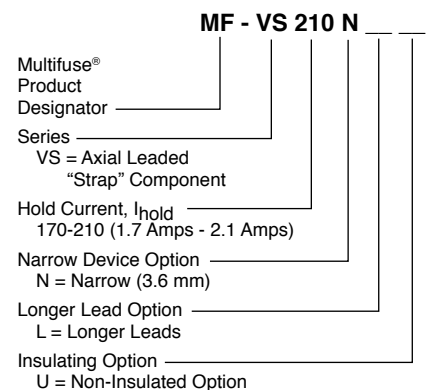 MF - VS 210 N __ __
Multifuse®
Product
Designator
Series
VS = Axial Leaded
“Strap” Component
Hold Current, Ihold
170-210 (1.7 Amps - 2.1 Amps)
Narrow Device Option
N = Narrow (3.6 mm)
Longer Lead Option
L = Longer Leads
Insulating Option
U = Non-Insulated Option